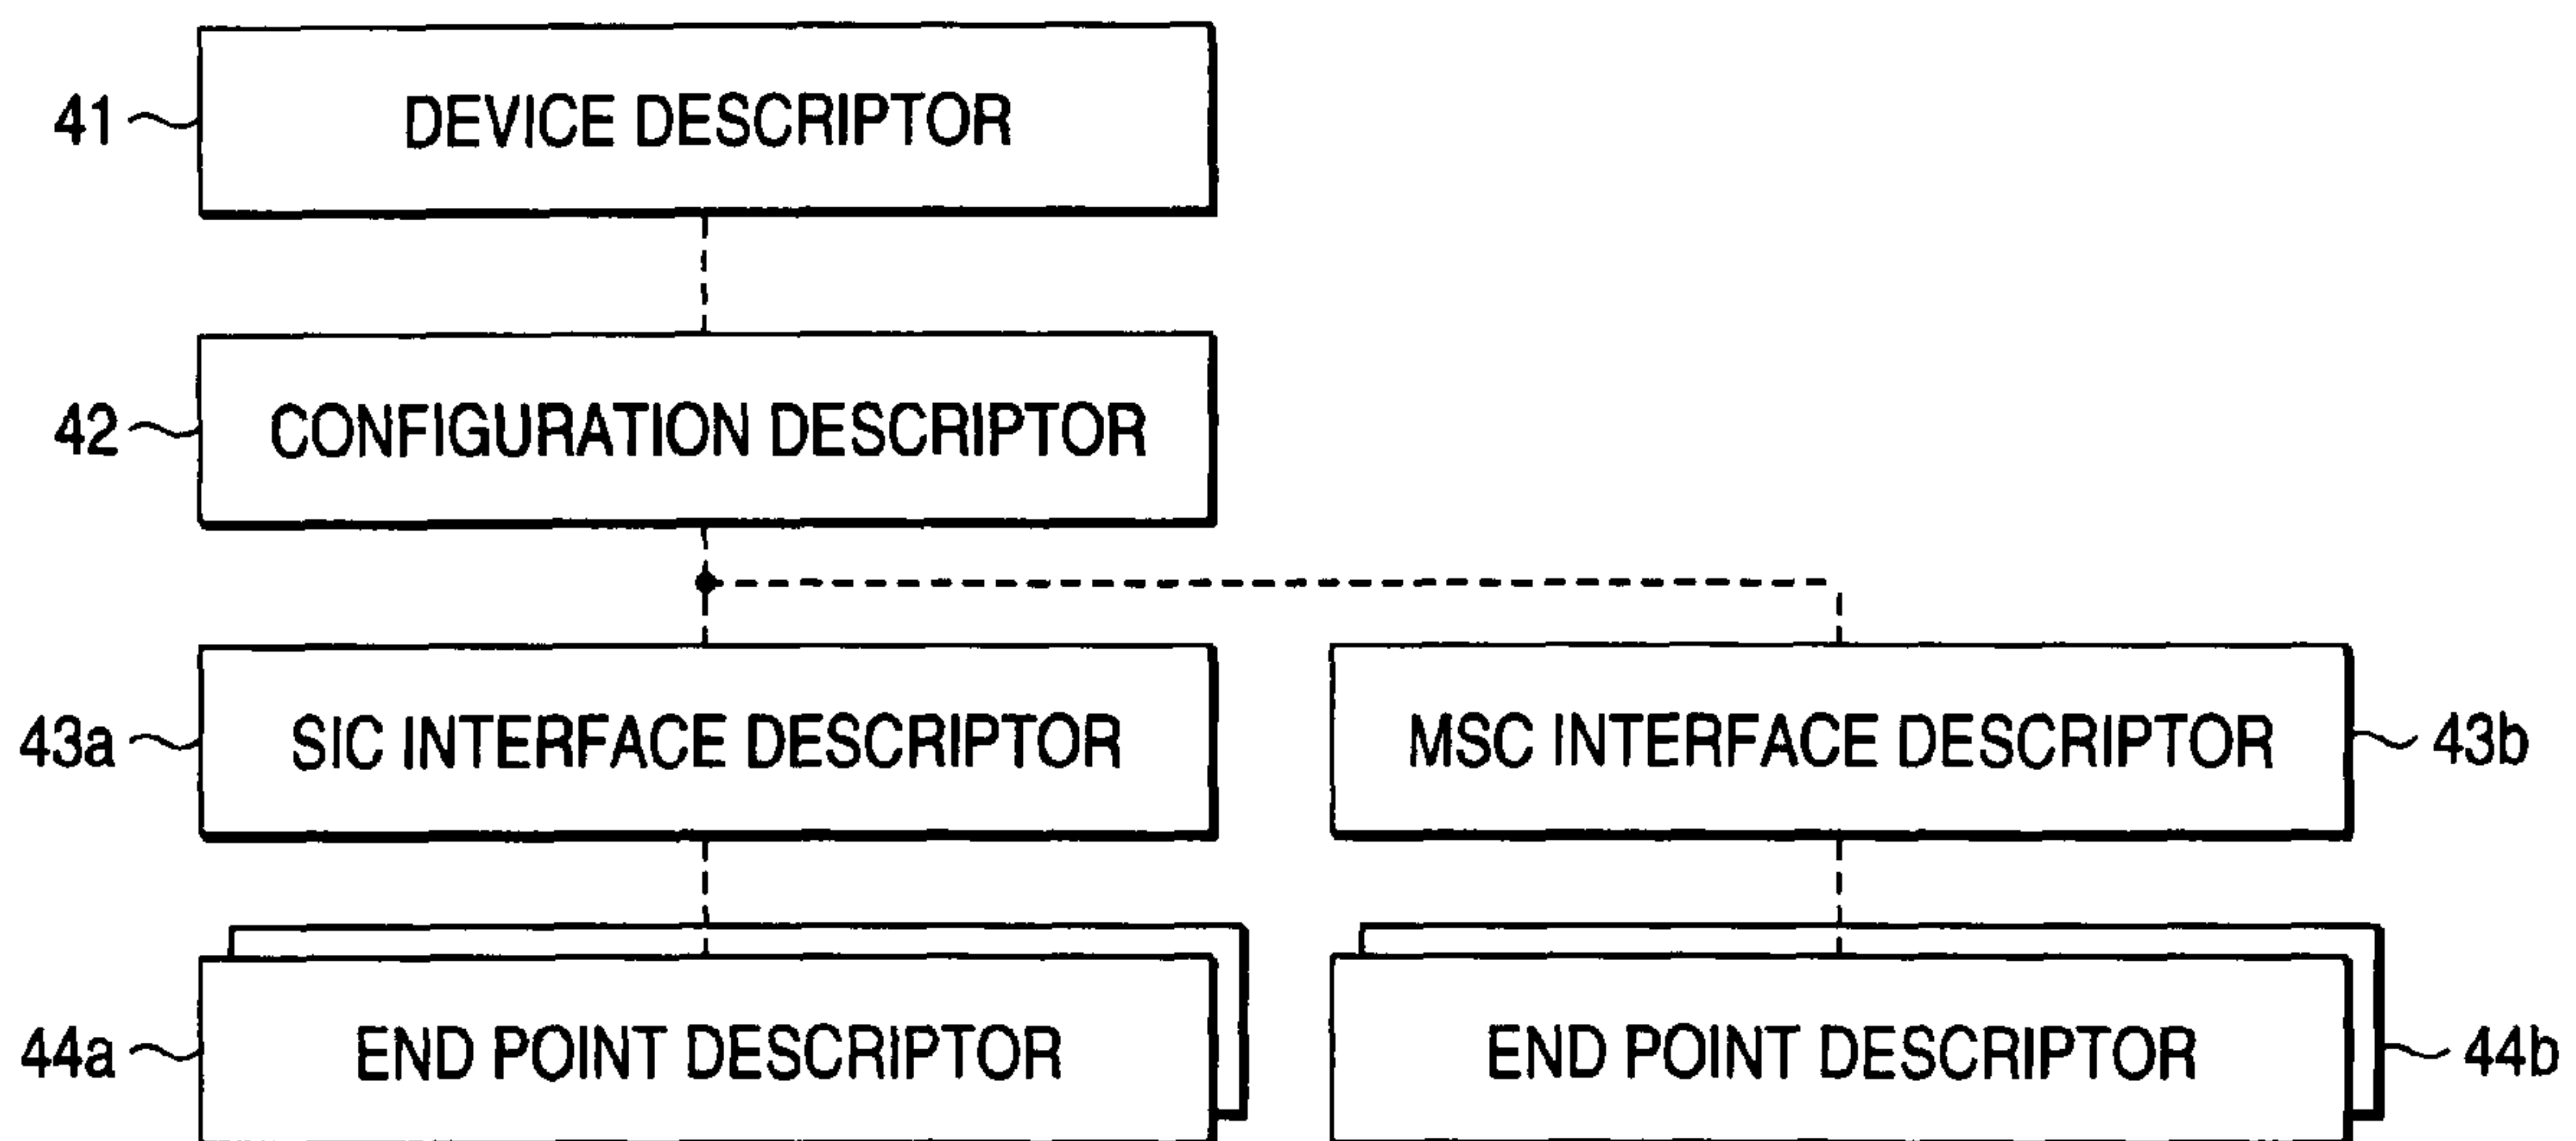 41
DEVICE DESCRIPTOR
42
CONFIGURATION DESCRIPTOR
43a
SIC INTERFACE DESCRIPTOR
MSC INTERFACE DESCRIPTOR
43b
44a
END POINT DESCRIPTOR
END POINT DESCRIPTOR
44b